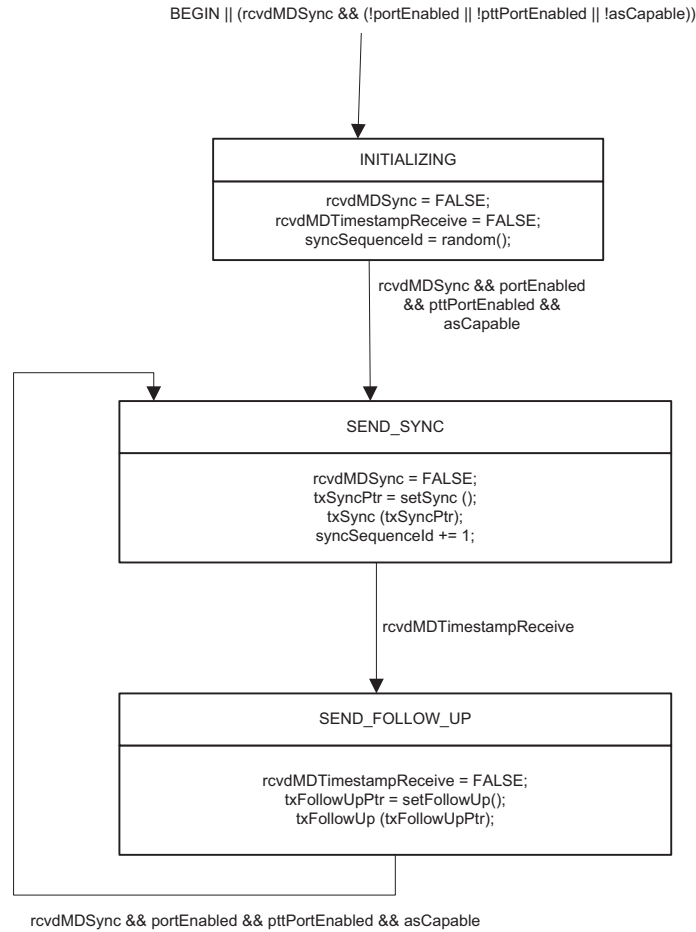 BEGIN || (rcvdMDSync && (!portEnabled || !pttPortEnabled || !asCapable))
INITIALIZING
rcvdMDSync = FALSE;
rcvdMDTimestampReceive = FALSE;
syncSequenceId = random();
rcvdMDSync && portEnabled
&& pttPortEnabled &&
asCapable
SEND_SYNC
rcvdMDSync = FALSE;
txSyncPtr = setSync ();
txSync (txSyncPtr);
syncSequenceId += 1;
rcvdMDTimestampReceive
SEND_FOLLOW_UP
rcvdMDTimestampReceive = FALSE;
txFollowUpPtr = setFollowUp();
txFollowUp (txFollowUpPtr);
rcvdMDSync && portEnabled && pttPortEnabled && asCapable